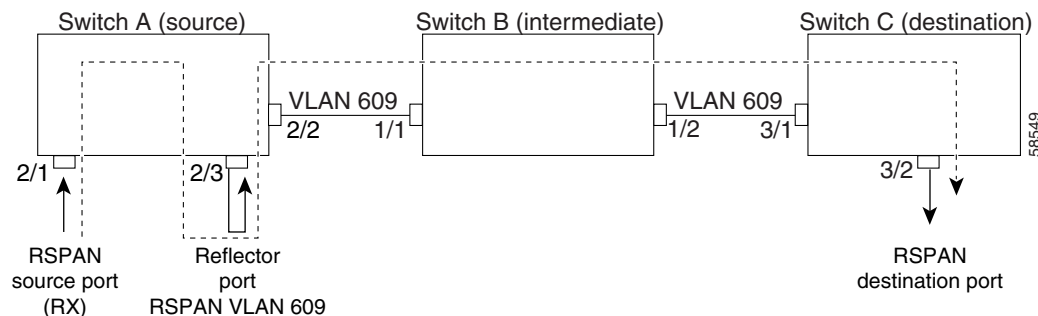 Switch A (source)
Switch B (intermediate)
Switch C (destination)
VLAN 609
VLAN 609
2/2
1/1
1/2
3/1
2/1
2/3
3/2
58549
RSPAN
source port
(RX)
Reflector
port
RSPAN VLAN 609
RSPAN
destination port